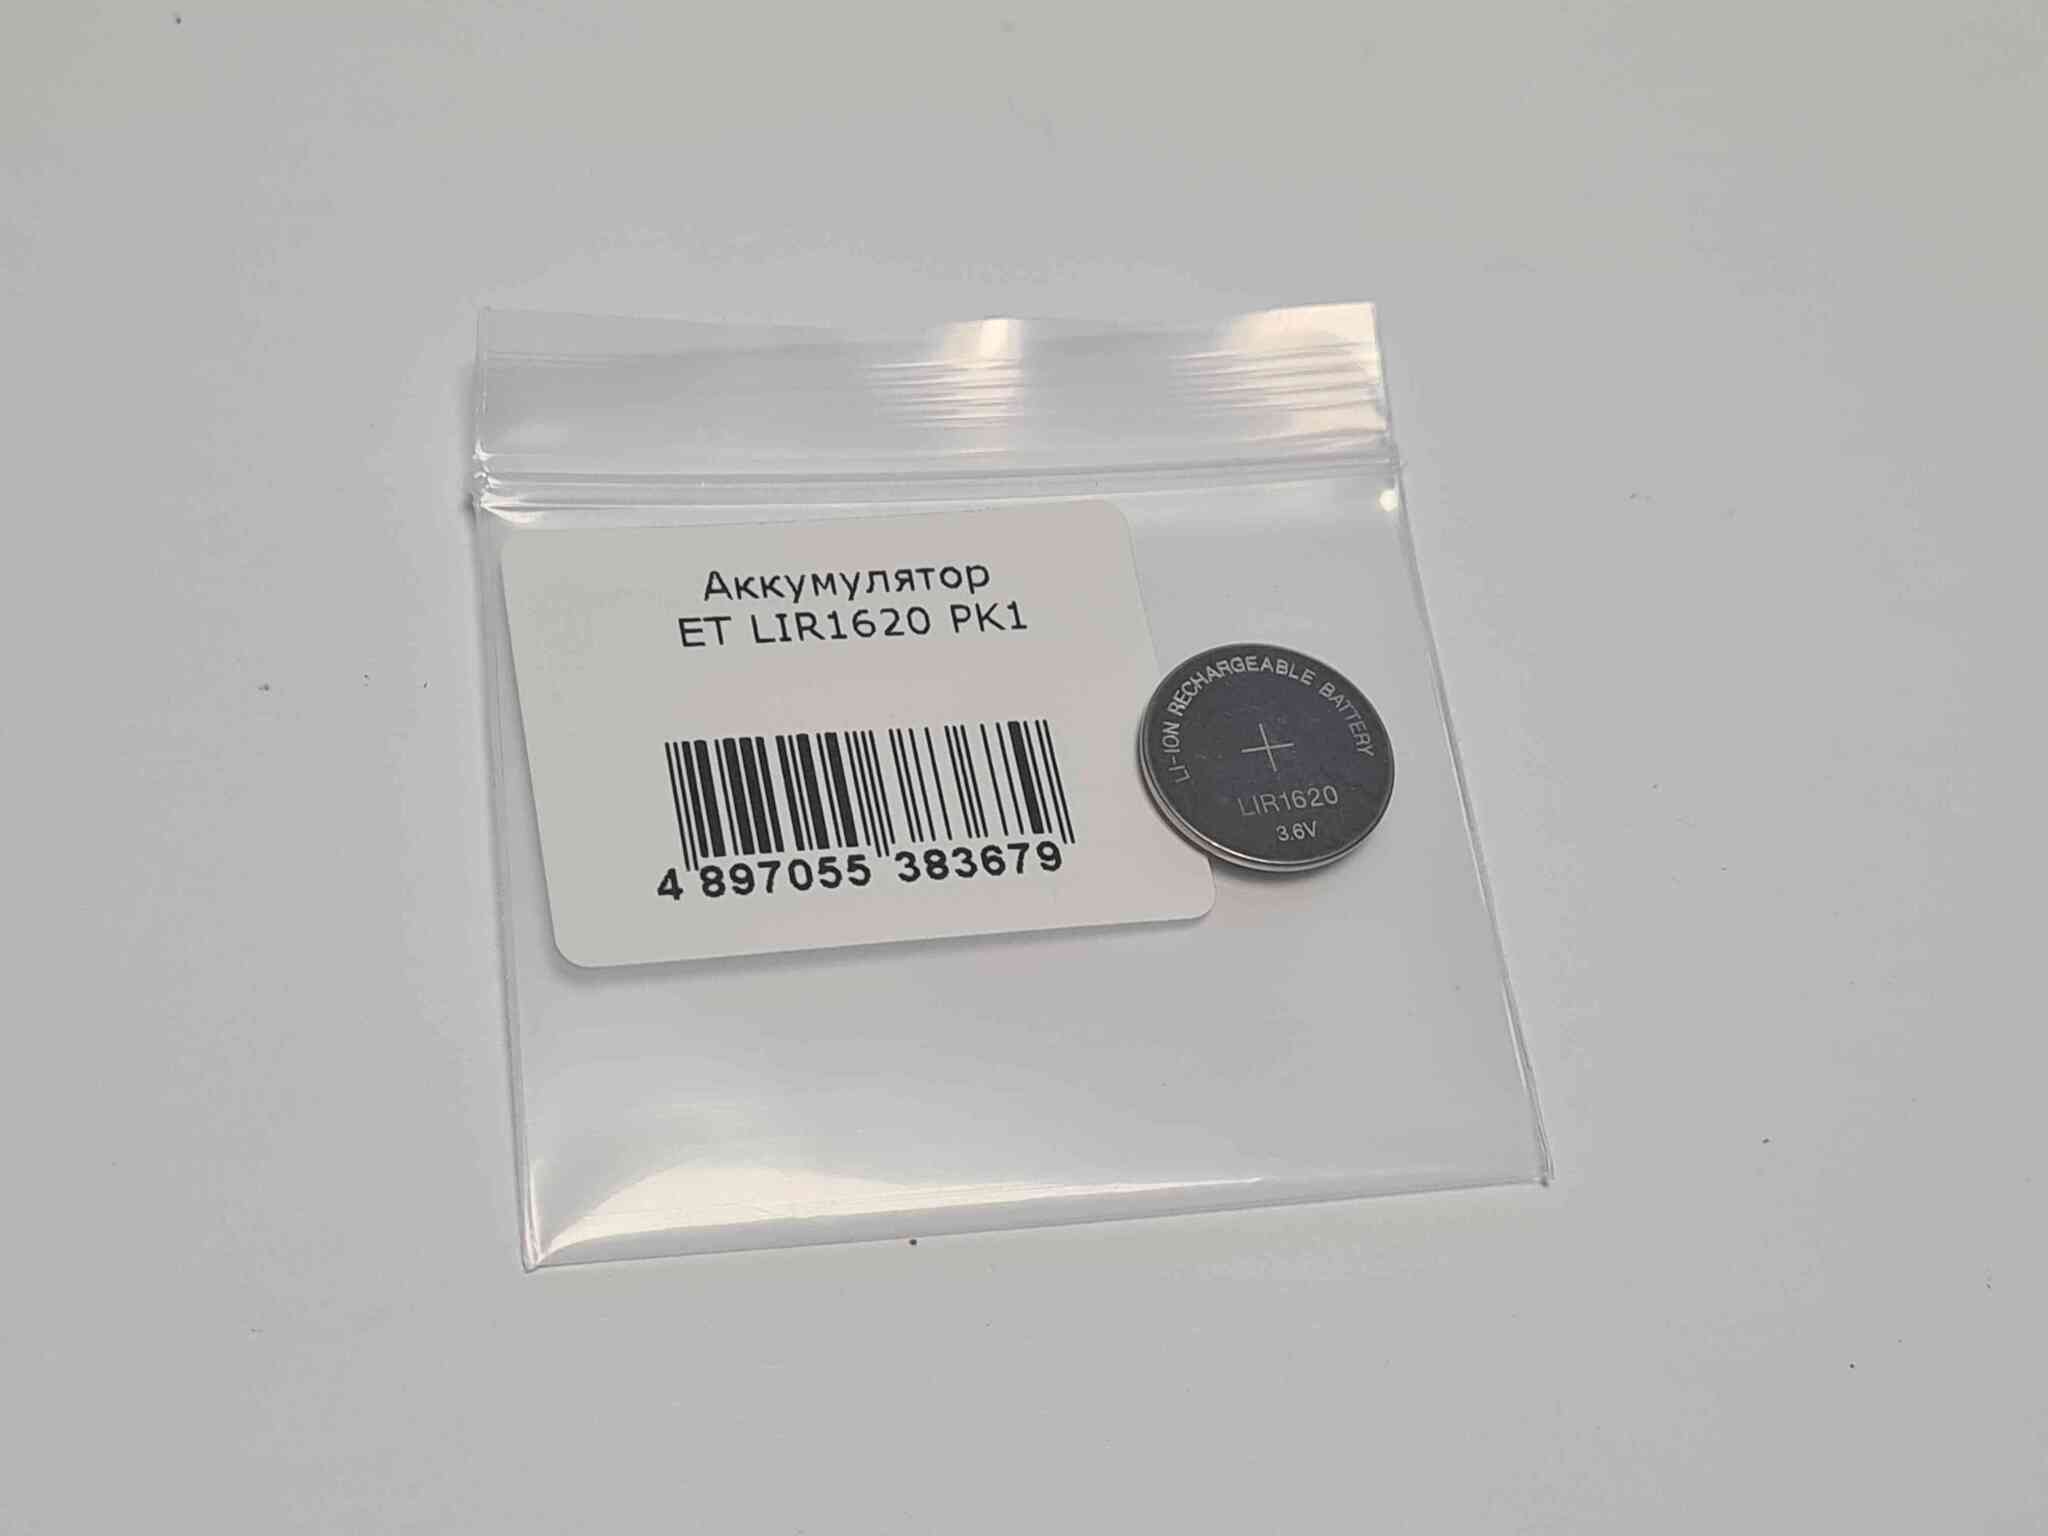 Аккумулятор
ET LIR1620 PK1
4 897055 383679
LI-ION RECHARGEABLE BATTERY
LIR1620
3.6V